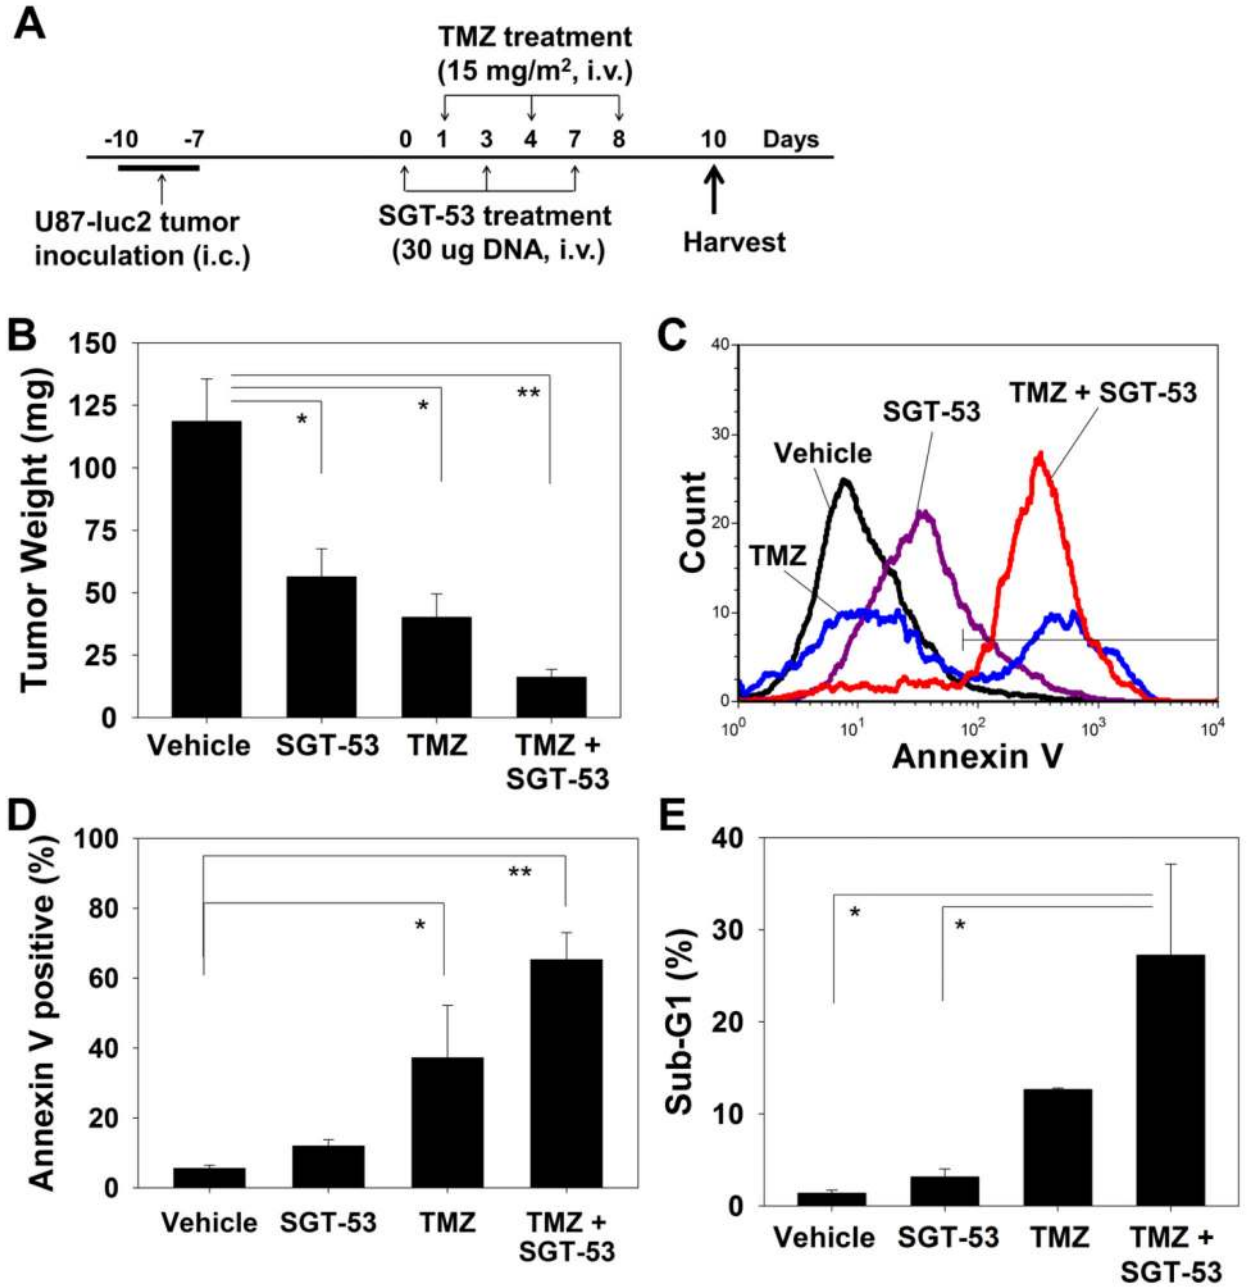 A
TMZ treatment
(15 mg/m², i.v.)
-10 -7 0 1 3 4 7 8 10 Days
U87-luc2 tumor
inoculation (i.c.)
SGT-53 treatment
(30 ug DNA, i.v.)
Harvest
B
Tumor Weight (mg)
150
125
100
75
50
25
0
* * **
Vehicle SGT-53 TMZ TMZ +
SGT-53
C
Count
40
30
20
10
0
Vehicle
SGT-53
TMZ + SGT-53
TMZ
10⁰ 10¹ 10² 10³ 10⁴
Annexin V
D
Annexin V positive (%)
100
80
60
40
20
0
**
*
Vehicle SGT-53 TMZ TMZ +
SGT-53
E
Sub-G1 (%)
40
30
20
10
0
* *
Vehicle SGT-53 TMZ TMZ +
SGT-53